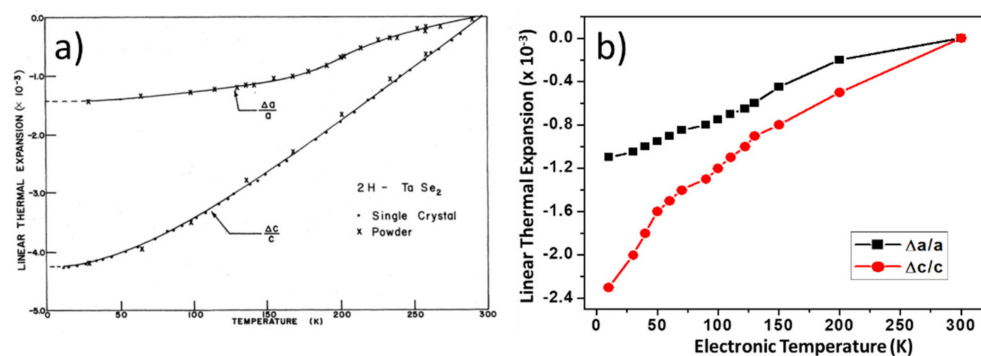 a)
LINEAR THERMAL EXPANSION (× 10⁻³)
0.0
-1.0
-2.0
-3.0
-4.0
-5.0
Δa
a
Δc
c
2H - TaSe₂
• Single Crystal
x Powder
0 50 100 150 200 250 300
TEMPERATURE (K)
b)
Linear Thermal Expansion (x 10⁻³)
0.0
-0.4
-0.8
-1.2
-1.6
-2.0
-2.4
Δa/a
Δc/c
0 50 100 150 200 250 300
Electronic Temperature (K)